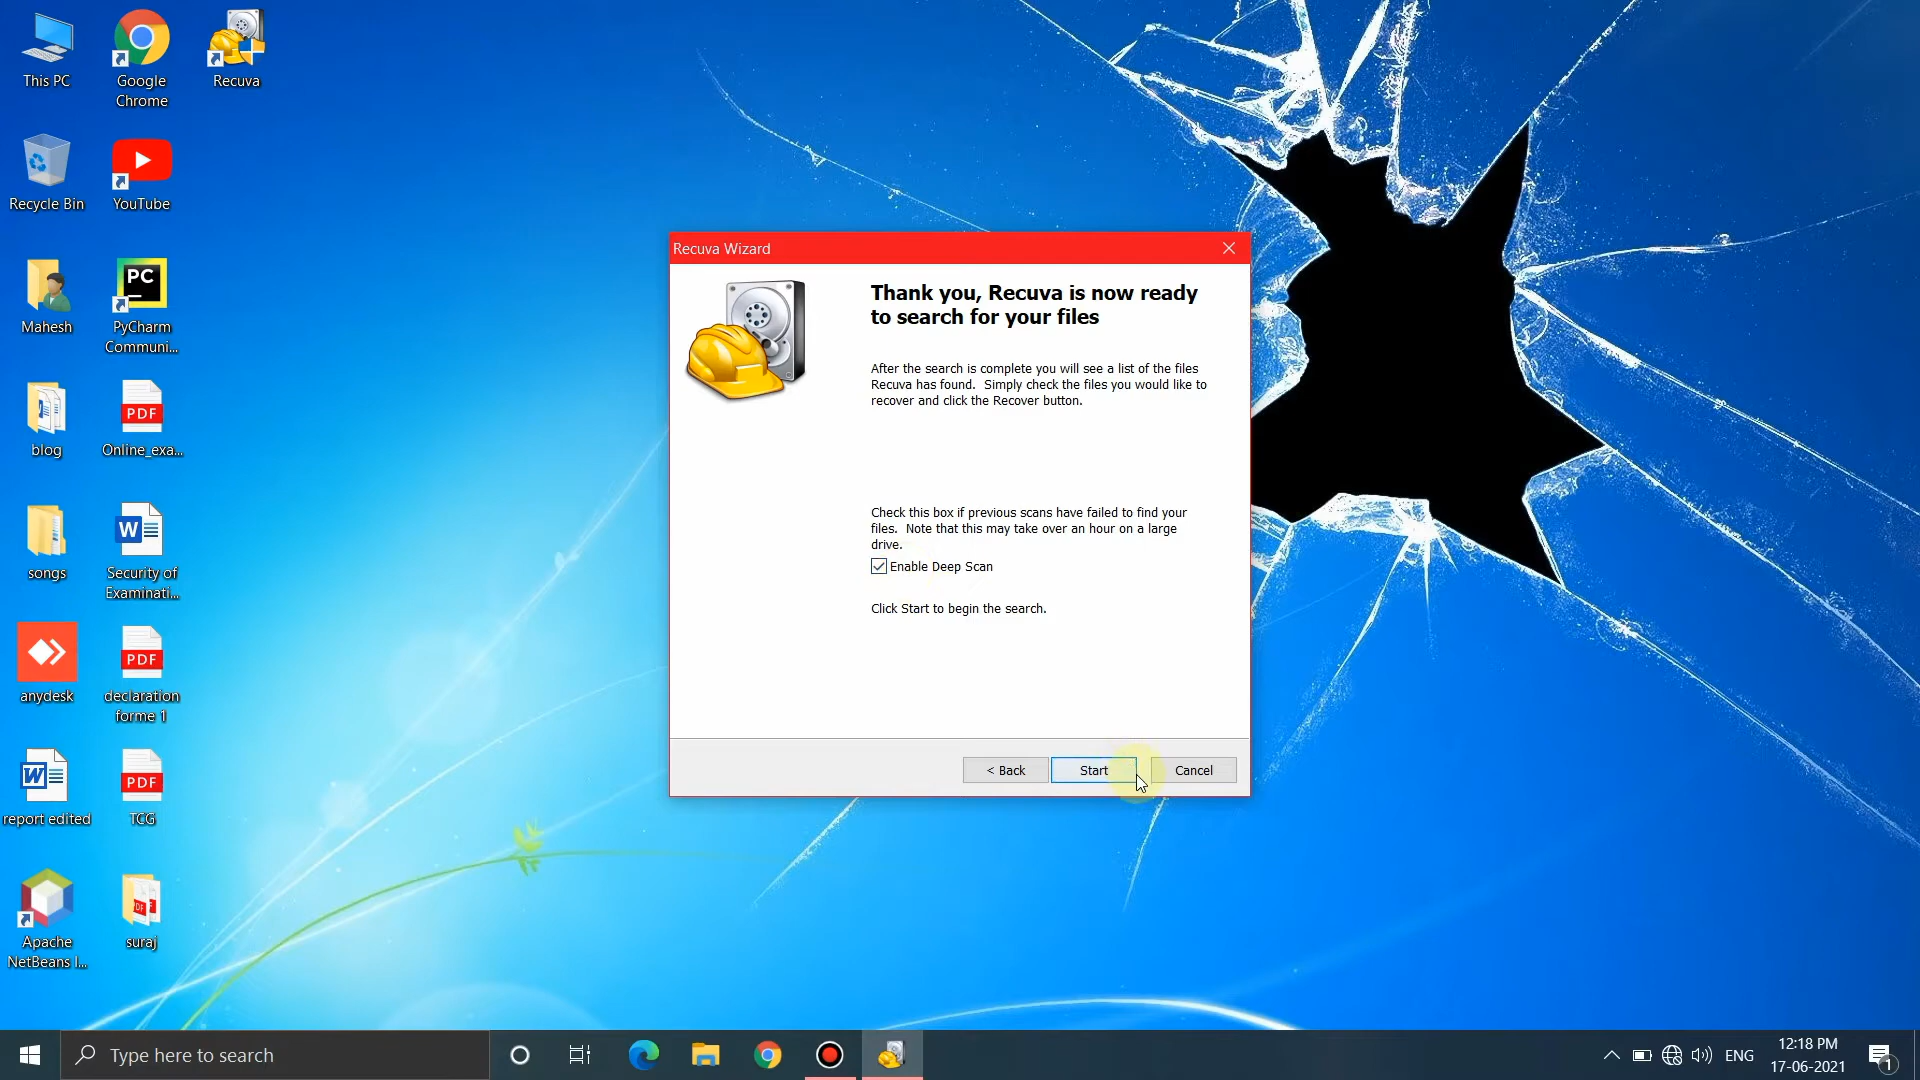 This PC
Google
Chrome
Recuva
Recycle Bin
YouTube
Mahesh
PC
PyCharm
Communi...
blog
PDF
Online_exa...
songs
W
Security of
Examinati...
anydesk
PDF
declaration
forme 1
W
report edited
PDF
TCG
Apache
NetBeans I...
PDF
suraj
Recuva Wizard
Thank you, Recuva is now ready
to search for your files
After the search is complete you will see a list of the files
Recuva has found. Simply check the files you would like to
recover and click the Recover button.
Check this box if previous scans have failed to find your
files. Note that this may take over an hour on a large
drive.
Enable Deep Scan
Click Start to begin the search.
< Back
Start
Cancel
Type here to search
ENG
12:18 PM
17-06-2021
1